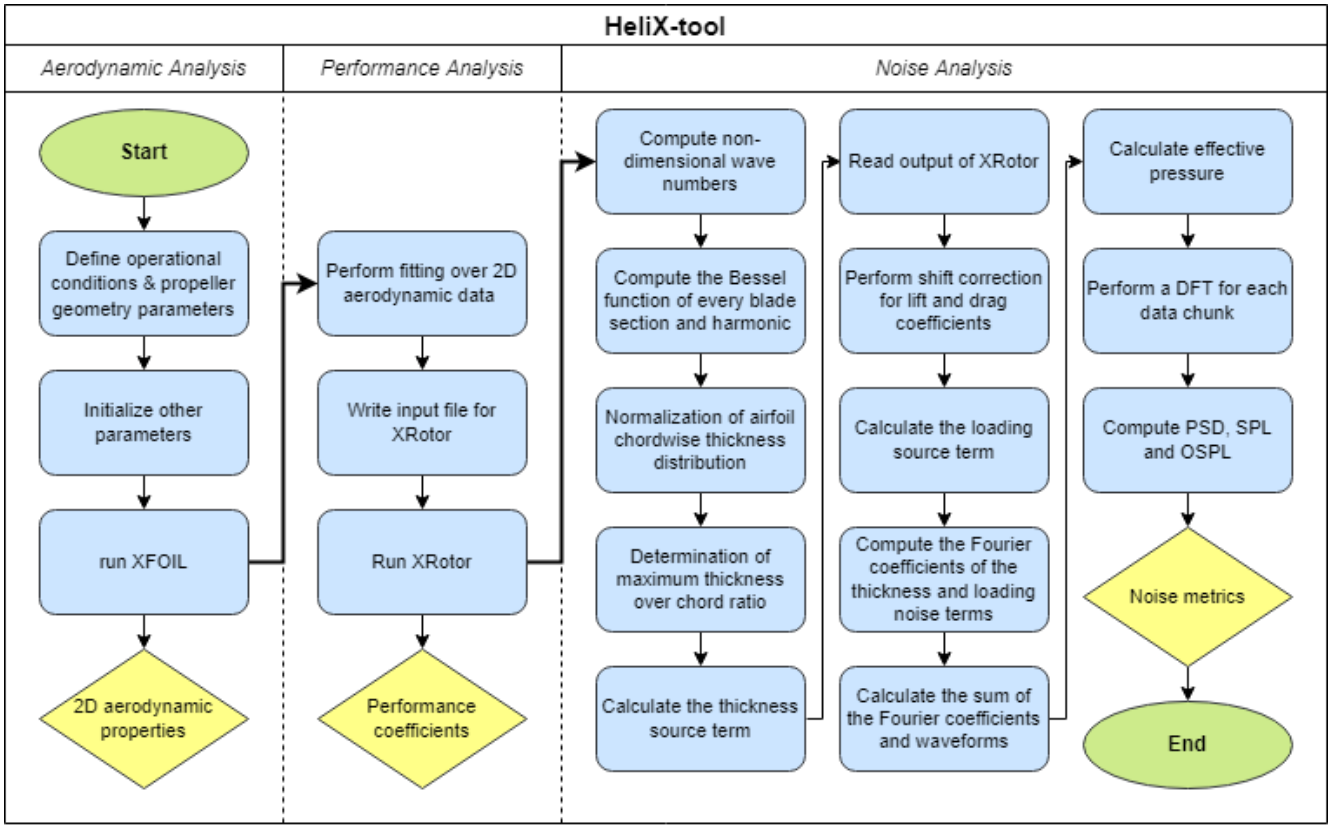 HeliX-tool
Aerodynamic Analysis
Performance Analysis
Noise Analysis
Start
Define operational
conditions & propeller
geometry parameters
Initialize other
parameters
run XFOIL
2D aerodynamic
properties
Perform fitting over 2D
aerodynamic data
Write input file for
XRotor
Run XRotor
Performance
coefficients
Compute non-
dimensional wave
numbers
Compute the Bessel
function of every blade
section and harmonic
Normalization of airfoil
chordwise thickness
distribution
Determination of
maximum thickness
over chord ratio
Calculate the thickness
source term
Read output of XRotor
Perform shift correction
for lift and drag
coefficients
Calculate the loading
source term
Compute the Fourier
coefficients of the
thickness and loading
noise terms
Calculate the sum of
the Fourier coefficients
and waveforms
Calculate effective
pressure
Perform a DFT for each
data chunk
Compute PSD, SPL
and OSPL
Noise metrics
End